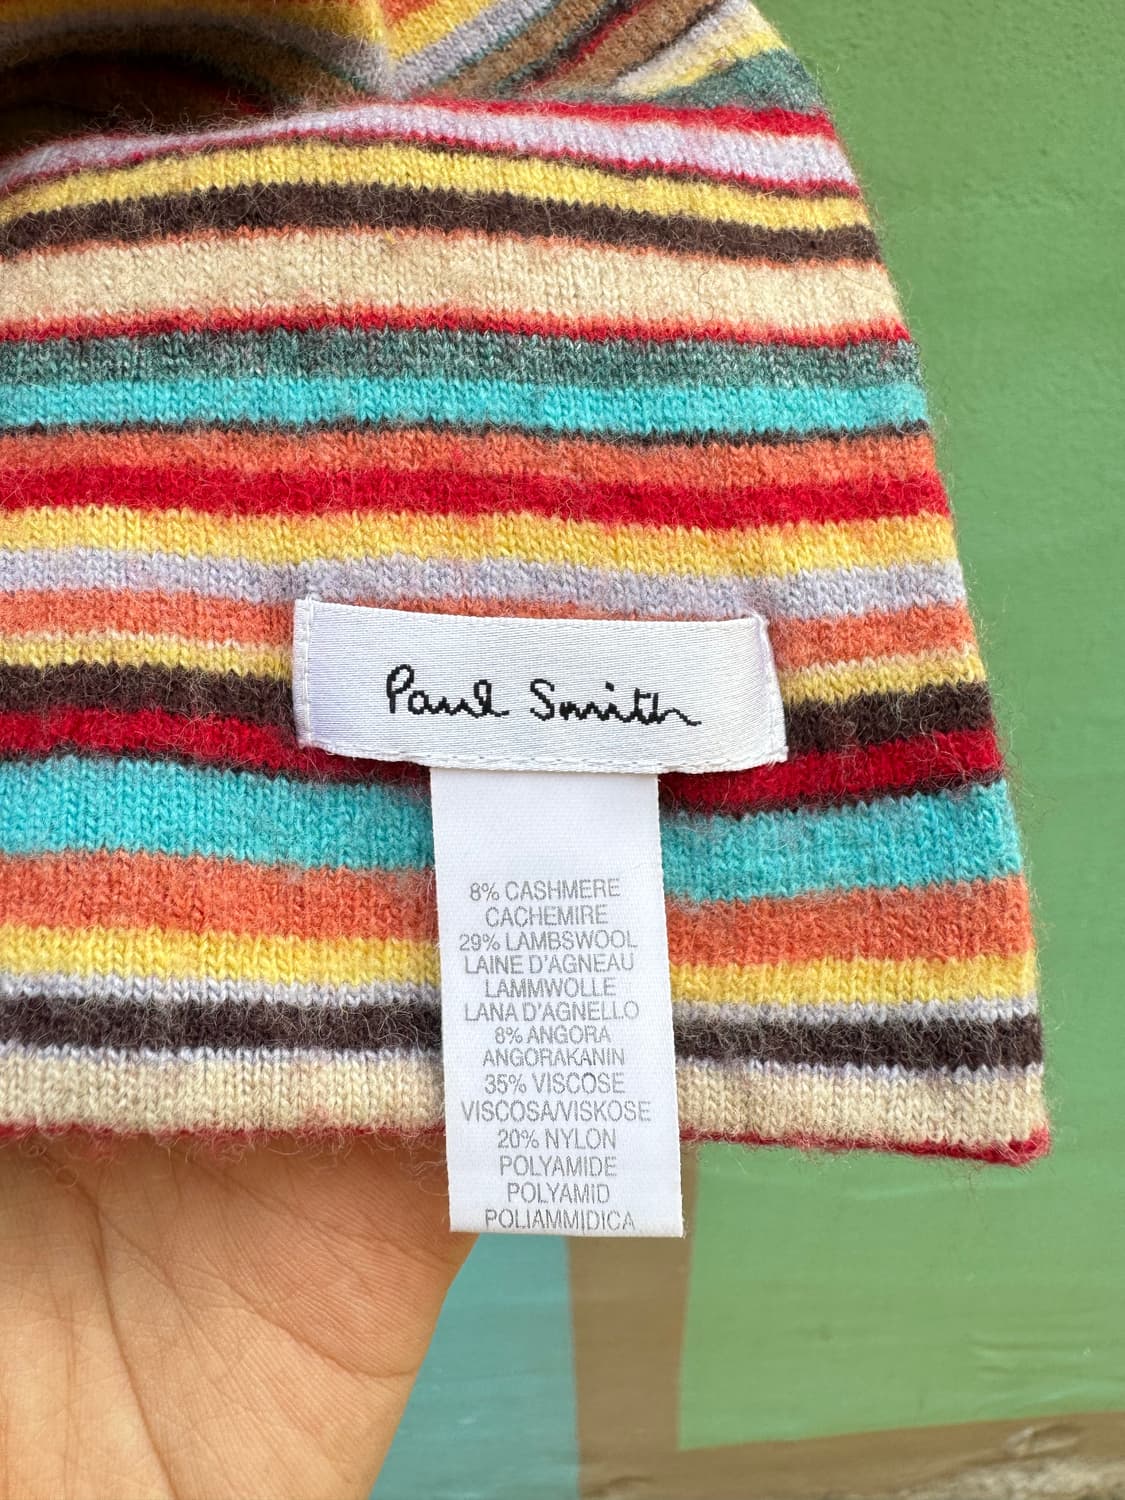 Paul Smith
8% CASHMERE
CACHEMIRE
29% LAMBSWOOL
LAINE D'AGNEAU
LAMMWOLLE
LANA D'AGNELLO
8% ANGORA
ANGORAKANIN
35% VISCOSE
VISCOSA/VISKOSE
20% NYLON
POLYAMIDE
POLYAMID
POLIAMMIDICA